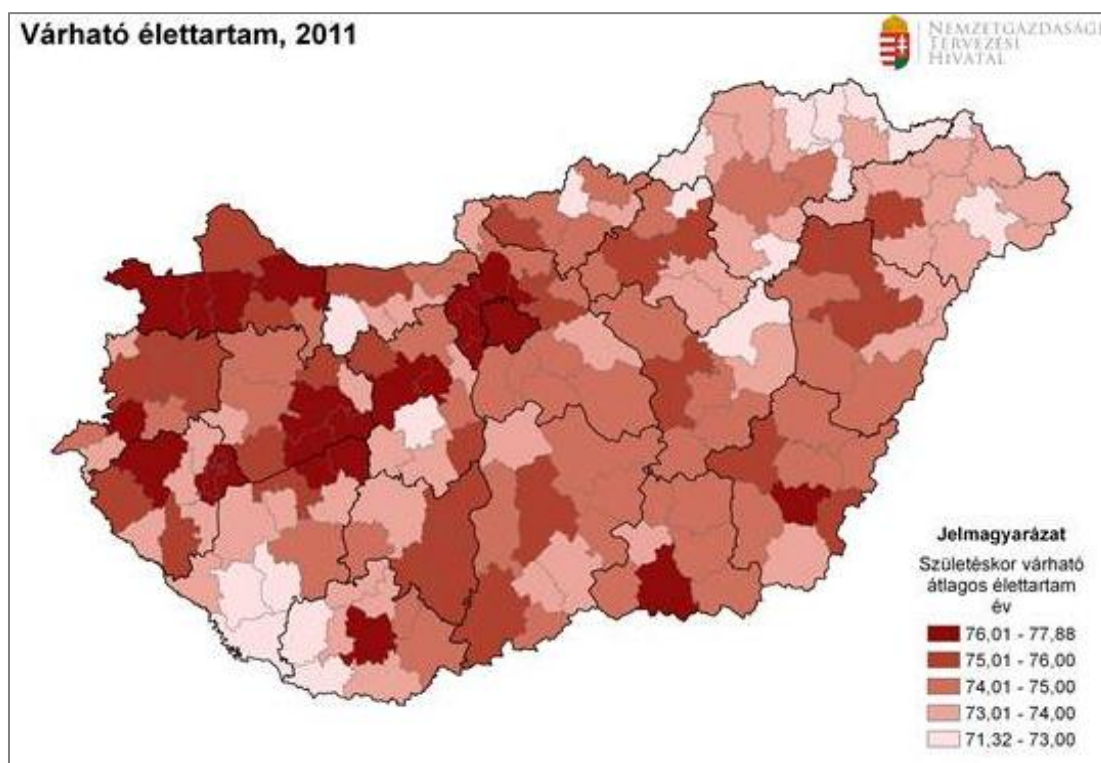 Várható élettartam, 2011
NEMZETGAZDASÁGI
TERVEZÉSI
HIVATAL
Jelmagyarázat
Születéskor várható
átlagos élettartam
év
76,01 - 77,88
75,01 - 76,00
74,01 - 75,00
73,01 - 74,00
71,32 - 73,00